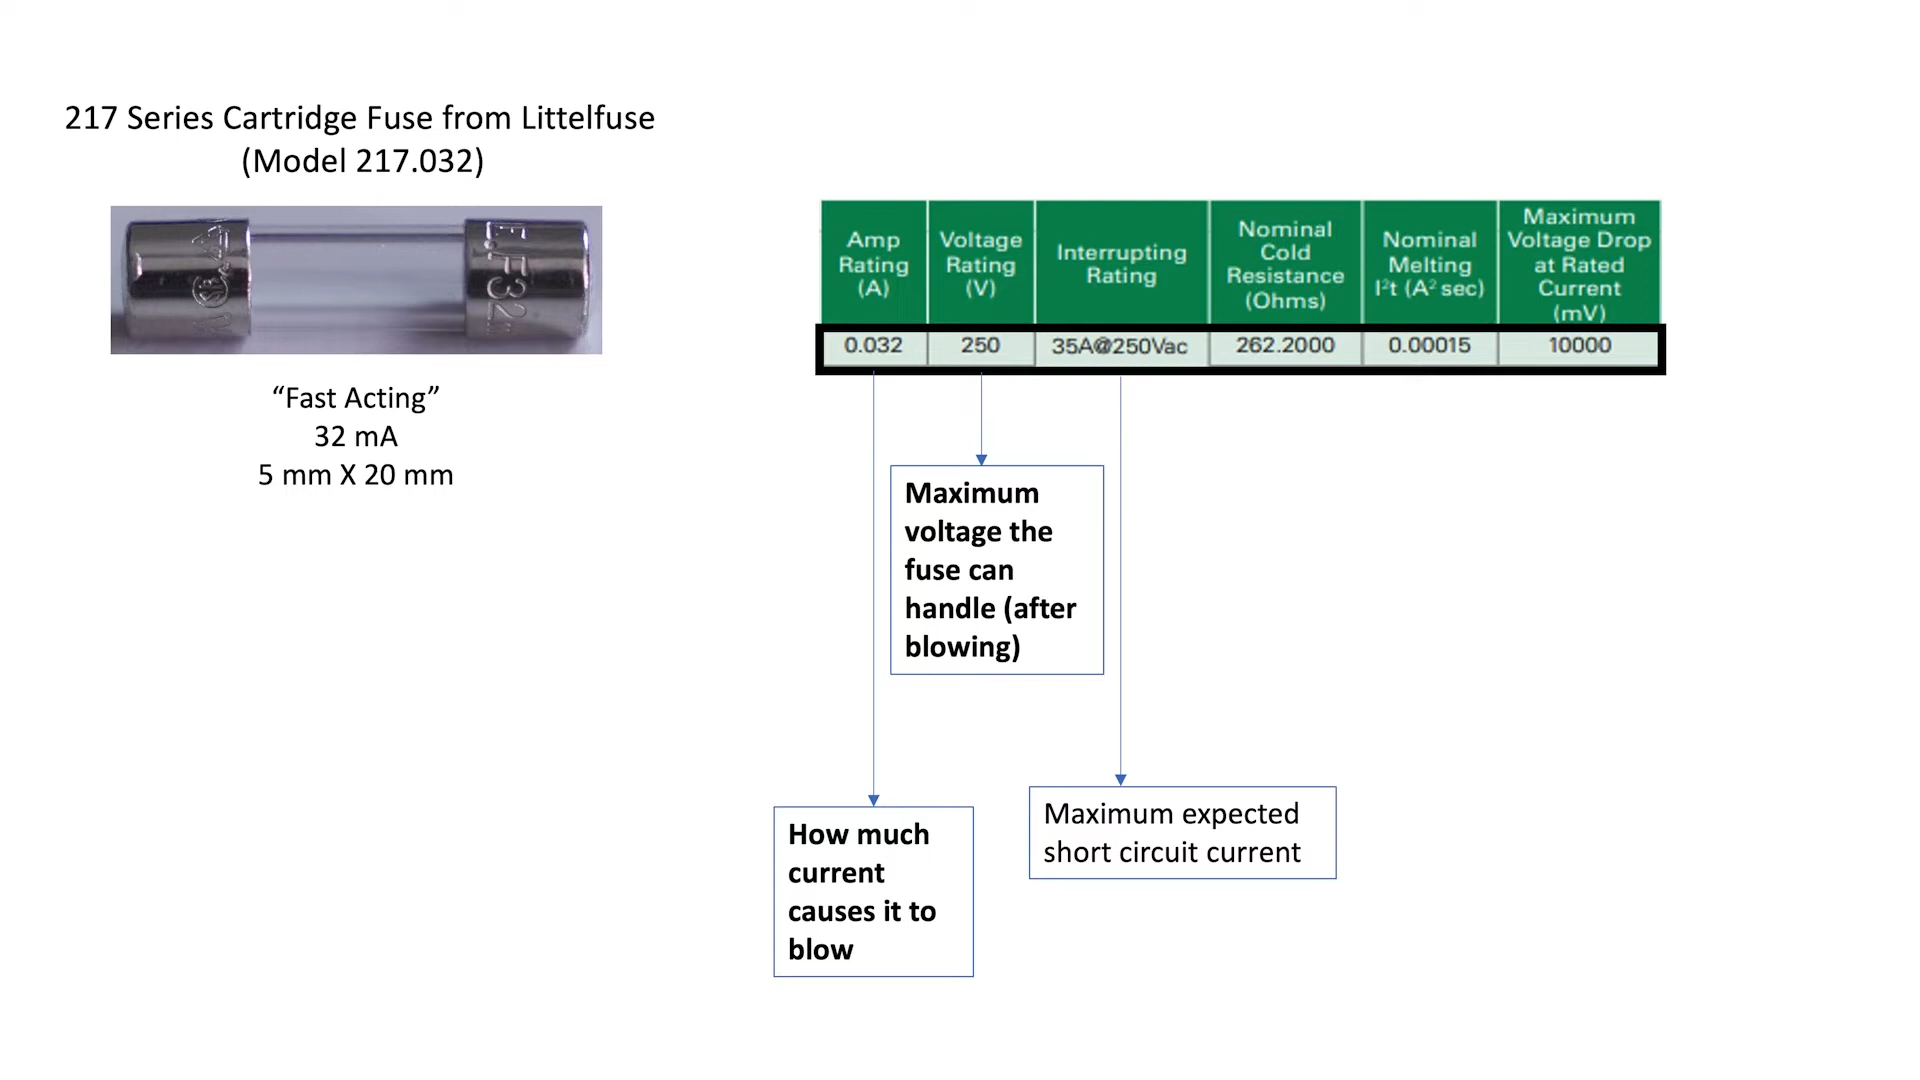 217 Series Cartridge Fuse from Littelfuse
(Model 217.032)
E.F32
“Fast Acting”
32 mA
5 mm X 20 mm
Amp
Rating
(A)
Voltage
Rating
(V)
Interrupting
Rating
Nominal
Cold
Resistance
(Ohms)
Nominal
Melting
I²t (A² sec)
Maximum
Voltage Drop
at Rated
Current
(mV)
0.032 250 35A@250Vac 262.2000 0.00015 10000
Maximum
voltage the
fuse can
handle (after
blowing)
How much
current
causes it to
blow
Maximum expected
short circuit current